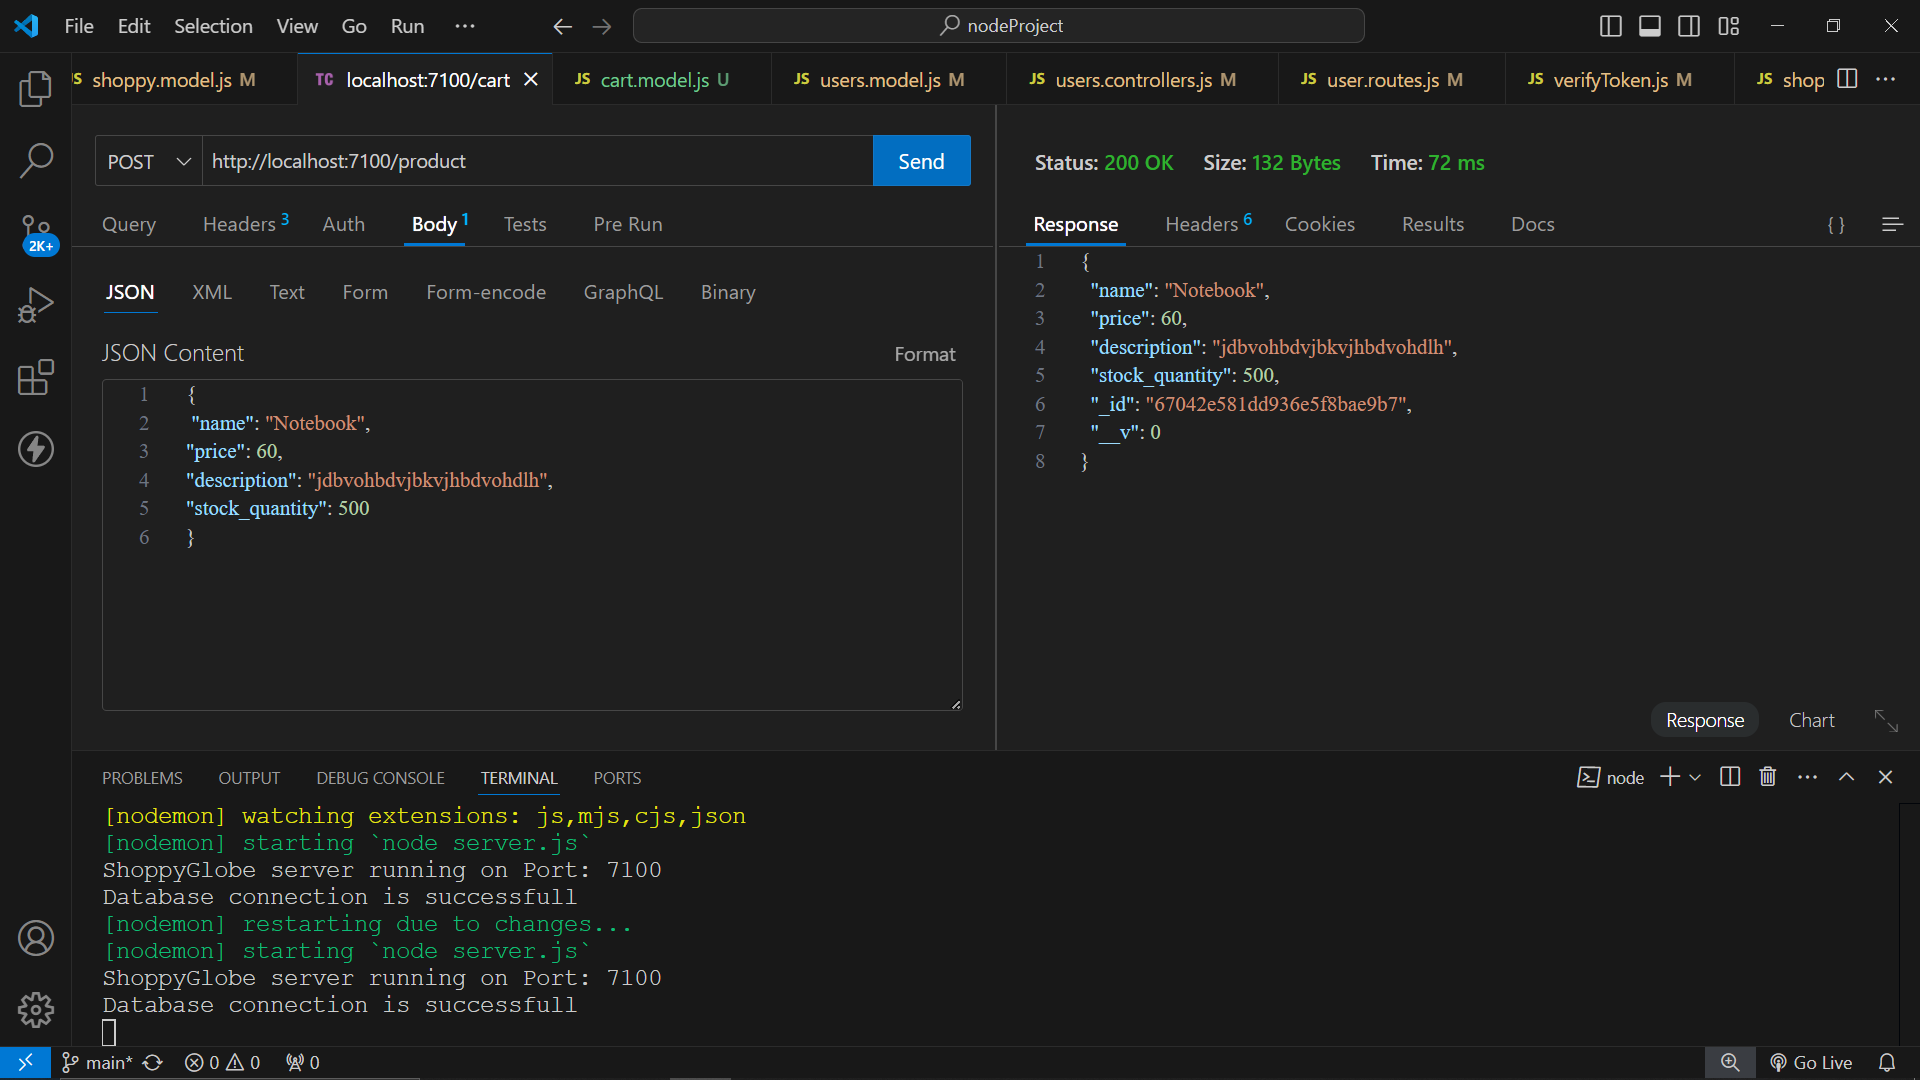 File Edit Selection View Go Run ··· nodeProject
JS shoppy.model.js M TC localhost:7100/cart JS cart.model.js U JS users.model.js M JS users.controllers.js M JS user.routes.js M JS verifyToken.js M JS shop
POST http://localhost:7100/product Send
Status: 200 OK Size: 132 Bytes Time: 72 ms
Query Headers 3 Auth Body 1 Tests Pre Run
Response Headers 6 Cookies Results Docs { }
2K+
JSON XML Text Form Form-encode GraphQL Binary
JSON Content Format
1 {
2 "name": "Notebook",
3 "price": 60,
4 "description": "jdbvohbdvjbkvjhbdvohdlh",
5 "stock_quantity": 500
6 }
1 {
2 "name": "Notebook",
3 "price": 60,
4 "description": "jdbvohbdvjbkvjhbdvohdlh",
5 "stock_quantity": 500,
6 "_id": "67042e581dd936e5f8bae9b7",
7 "__v": 0
8 }
Response Chart
PROBLEMS OUTPUT DEBUG CONSOLE TERMINAL PORTS node
[nodemon] watching extensions: js,mjs,cjs,json
[nodemon] starting `node server.js`
ShoppyGlobe server running on Port: 7100
Database connection is successfull
[nodemon] restarting due to changes...
[nodemon] starting `node server.js`
ShoppyGlobe server running on Port: 7100
Database connection is successfull
main* 0 0 0 Go Live